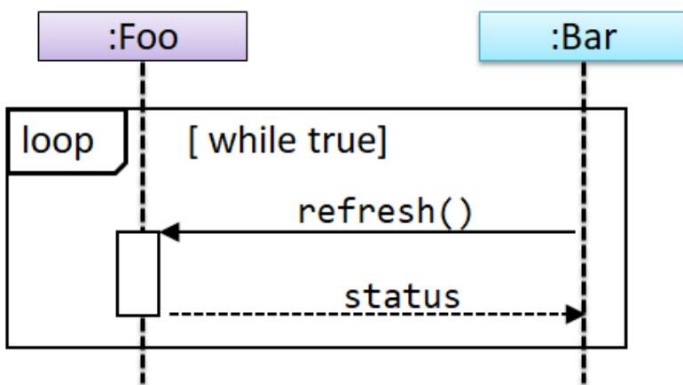 :Foo
:Bar
loop
[ while true]
refresh()
status